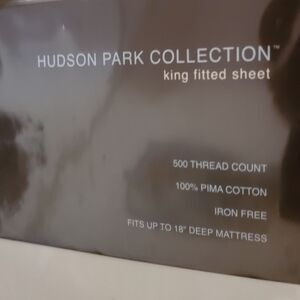 HUDSON PARK COLLECTION™
king fitted sheet
500 THREAD COUNT
100% PIMA COTTON
IRON FREE
FITS UP TO 18" DEEP MATTRESS